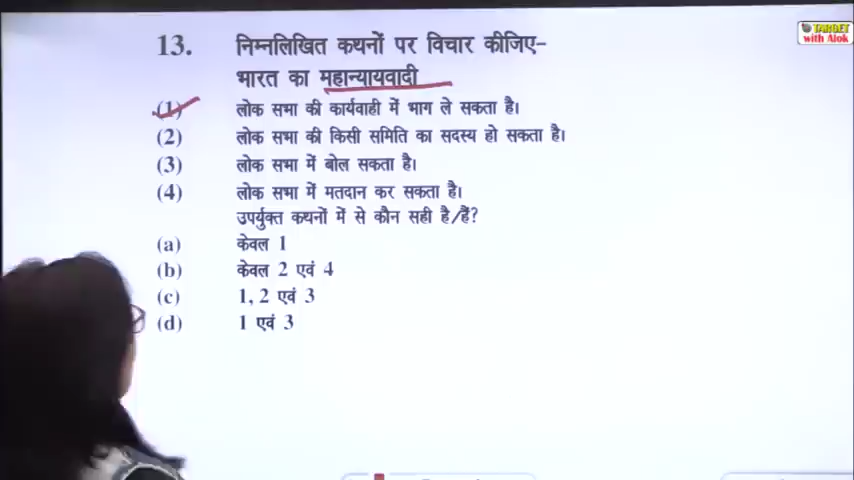 TARGET
with Alok
13. निम्नलिखित कथनों पर विचार कीजिए–
भारत का महान्यायवादी
(1) लोक सभा की कार्यवाही में भाग ले सकता है।
(2) लोक सभा की किसी समिति का सदस्य हो सकता है।
(3) लोक सभा में बोल सकता है।
(4) लोक सभा में मतदान कर सकता है।
उपर्युक्त कथनों में से कौन सही है/हैं?
(a) केवल 1
(b) केवल 2 एवं 4
(c) 1, 2 एवं 3
(d) 1 एवं 3